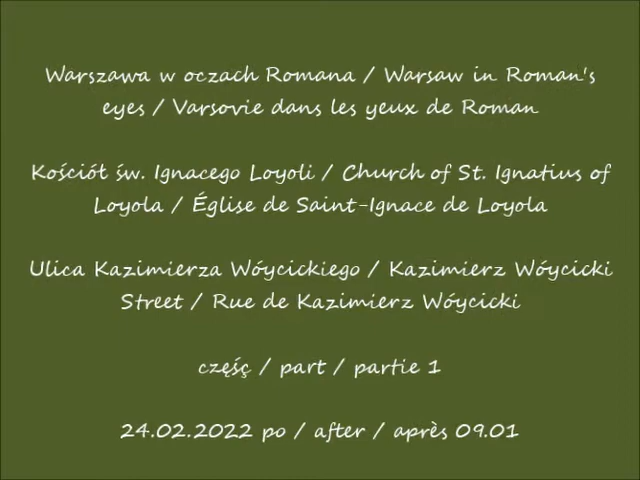 Warszawa w oczach Romana / Warsaw in Roman's
eyes / Varsovie dans les yeux de Roman
Kościół św. Ignacego Loyoli / Church of St. Ignatius of
Loyola / Église de Saint-Ignace de Loyola
Ulica Kazimierza Wóycickiego / Kazimierz Wóycicki
Street / Rue de Kazimierz Wóycicki
częśç / part / partie 1
24.02.2022 po / after / après 09.01